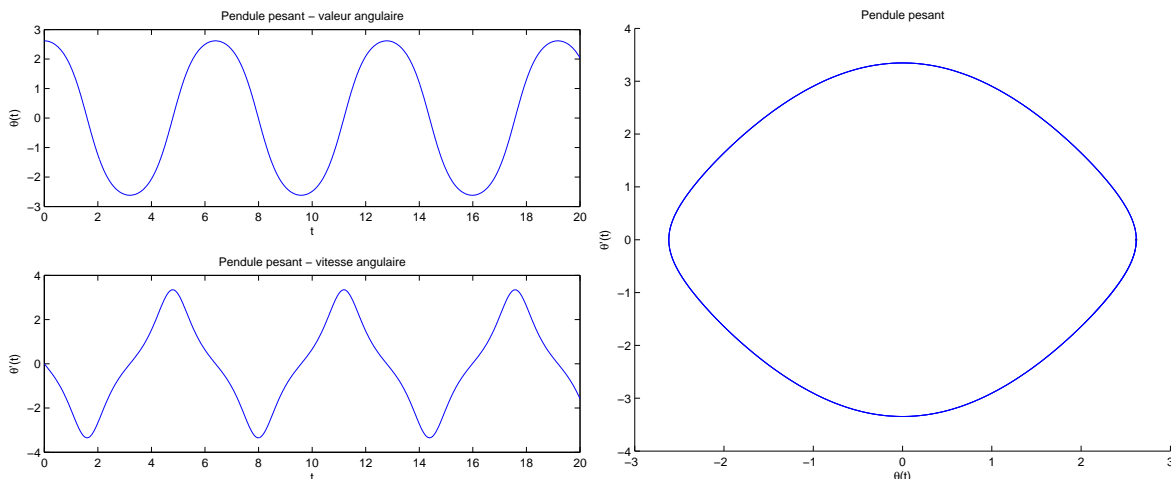 Pendule pesant − valeur angulaire
3
2
1
0
−1
−2
−3
θ(t)
0 2 4 6 8 10 12 14 16 18 20
t
Pendule pesant − vitesse angulaire
4
2
0
−2
−4
θ'(t)
0 2 4 6 8 10 12 14 16 18 20
t
Pendule pesant
4
3
2
1
0
−1
−2
−3
−4
θ'(t)
−3 −2 −1 0 1 2 3
θ(t)